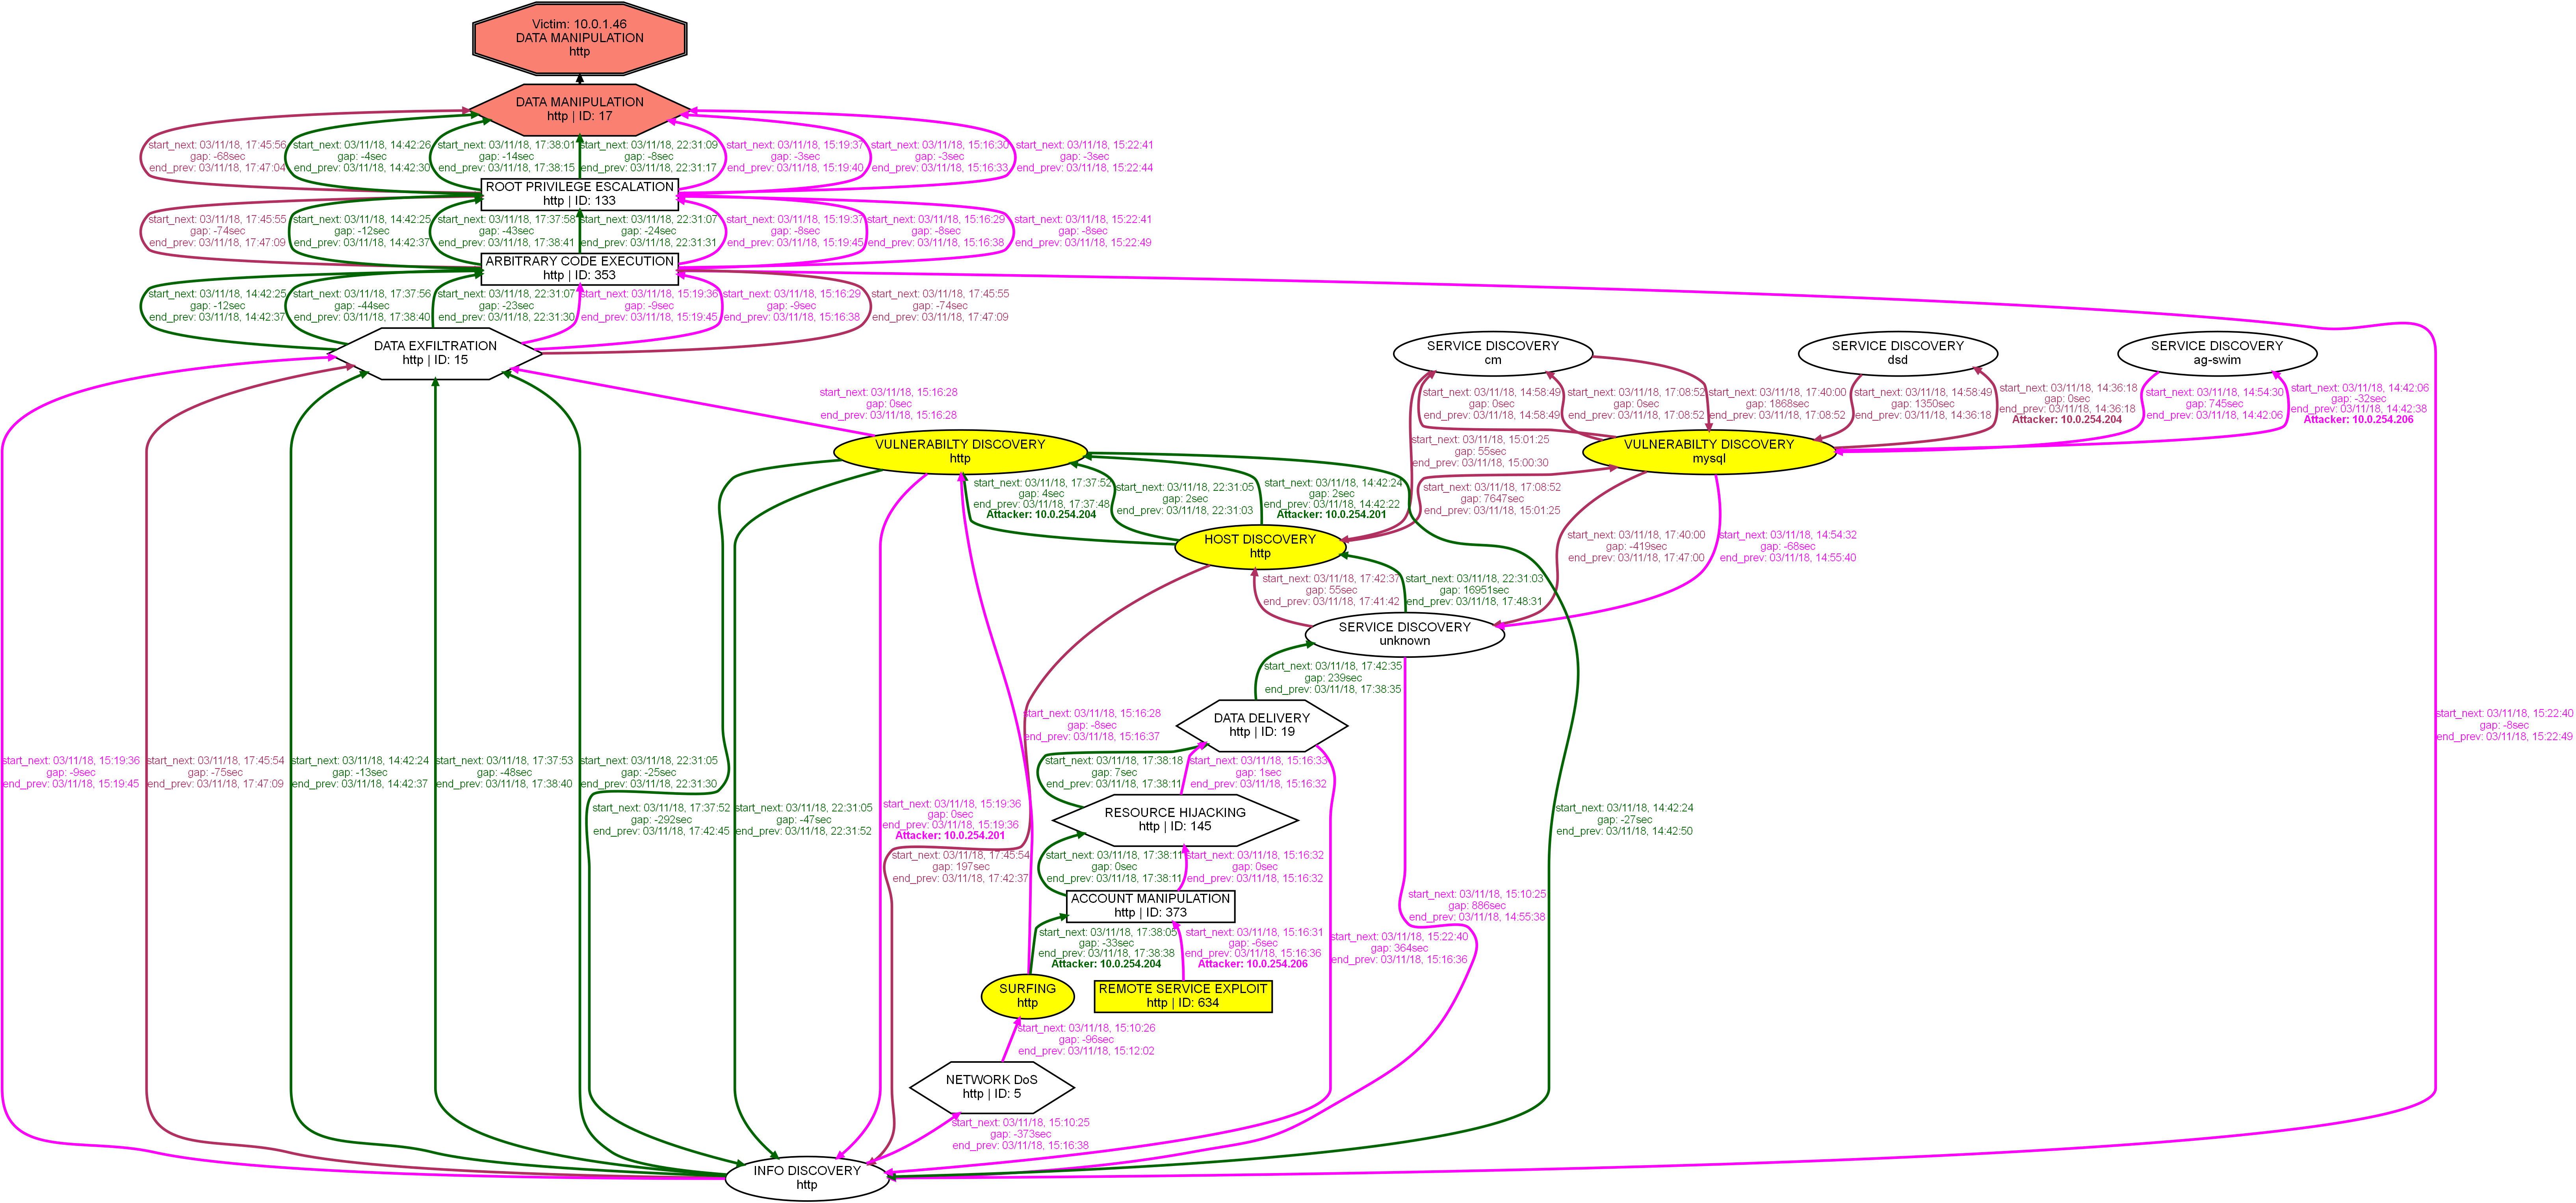 Victim: 10.0.1.46
DATA MANIPULATION
http
DATA MANIPULATION
http | ID: 17
start_next: 03/11/18, 17:45:56
gap: -68sec
end_prev: 03/11/18, 17:47:04
start_next: 03/11/18, 14:42:26
gap: -4sec
end_prev: 03/11/18, 14:42:30
start_next: 03/11/18, 17:38:01
gap: -14sec
end_prev: 03/11/18, 17:38:15
start_next: 03/11/18, 22:31:09
gap: -8sec
end_prev: 03/11/18, 22:31:17
start_next: 03/11/18, 15:19:37
gap: -3sec
end_prev: 03/11/18, 15:19:40
start_next: 03/11/18, 15:16:30
gap: -3sec
end_prev: 03/11/18, 15:16:33
start_next: 03/11/18, 15:22:41
gap: -3sec
end_prev: 03/11/18, 15:22:44
ROOT PRIVILEGE ESCALATION
http | ID: 133
start_next: 03/11/18, 17:45:55
gap: -74sec
end_prev: 03/11/18, 17:47:09
start_next: 03/11/18, 14:42:25
gap: -12sec
end_prev: 03/11/18, 14:42:37
start_next: 03/11/18, 17:37:58
gap: -43sec
end_prev: 03/11/18, 17:38:41
start_next: 03/11/18, 22:31:07
gap: -24sec
end_prev: 03/11/18, 22:31:31
start_next: 03/11/18, 15:19:37
gap: -8sec
end_prev: 03/11/18, 15:19:45
start_next: 03/11/18, 15:16:29
gap: -8sec
end_prev: 03/11/18, 15:16:38
start_next: 03/11/18, 15:22:41
gap: -8sec
end_prev: 03/11/18, 15:22:49
ARBITRARY CODE EXECUTION
http | ID: 353
start_next: 03/11/18, 14:42:25
gap: -12sec
end_prev: 03/11/18, 14:42:37
start_next: 03/11/18, 17:37:56
gap: -44sec
end_prev: 03/11/18, 17:38:40
start_next: 03/11/18, 22:31:07
gap: -23sec
end_prev: 03/11/18, 22:31:30
start_next: 03/11/18, 15:19:36
gap: -9sec
end_prev: 03/11/18, 15:19:45
start_next: 03/11/18, 15:16:29
gap: -9sec
end_prev: 03/11/18, 15:16:38
start_next: 03/11/18, 17:45:55
gap: -74sec
end_prev: 03/11/18, 17:47:09
DATA EXFILTRATION
http | ID: 15
SERVICE DISCOVERY
cm
SERVICE DISCOVERY
dsd
SERVICE DISCOVERY
ag-swim
start_next: 03/11/18, 15:16:28
gap: 0sec
end_prev: 03/11/18, 15:16:28
start_next: 03/11/18, 14:58:49
gap: 0sec
end_prev: 03/11/18, 14:58:49
start_next: 03/11/18, 17:08:52
gap: 0sec
end_prev: 03/11/18, 17:08:52
start_next: 03/11/18, 17:40:00
gap: 1868sec
end_prev: 03/11/18, 17:08:52
start_next: 03/11/18, 14:58:49
gap: 1350sec
end_prev: 03/11/18, 14:36:18
start_next: 03/11/18, 14:36:18
gap: 0sec
end_prev: 03/11/18, 14:36:18
Attacker: 10.0.254.204
start_next: 03/11/18, 14:54:30
gap: 745sec
end_prev: 03/11/18, 14:42:06
start_next: 03/11/18, 14:42:06
gap: -32sec
end_prev: 03/11/18, 14:42:38
Attacker: 10.0.254.206
VULNERABILTY DISCOVERY
http
start_next: 03/11/18, 15:01:25
gap: 55sec
end_prev: 03/11/18, 15:00:30
VULNERABILTY DISCOVERY
mysql
start_next: 03/11/18, 17:37:52
gap: 4sec
end_prev: 03/11/18, 17:37:48
Attacker: 10.0.254.204
start_next: 03/11/18, 22:31:05
gap: 2sec
end_prev: 03/11/18, 22:31:03
start_next: 03/11/18, 14:42:24
gap: 2sec
end_prev: 03/11/18, 14:42:22
Attacker: 10.0.254.201
start_next: 03/11/18, 17:08:52
gap: 7647sec
end_prev: 03/11/18, 15:01:25
HOST DISCOVERY
http
start_next: 03/11/18, 17:40:00
gap: -419sec
end_prev: 03/11/18, 17:47:00
start_next: 03/11/18, 14:54:32
gap: -68sec
end_prev: 03/11/18, 14:55:40
start_next: 03/11/18, 17:42:37
gap: 55sec
end_prev: 03/11/18, 17:41:42
start_next: 03/11/18, 22:31:03
gap: 16951sec
end_prev: 03/11/18, 17:48:31
SERVICE DISCOVERY
unknown
start_next: 03/11/18, 17:42:35
gap: 239sec
end_prev: 03/11/18, 17:38:35
start_next: 03/11/18, 15:16:28
gap: -8sec
end_prev: 03/11/18, 15:16:37
DATA DELIVERY
http | ID: 19
start_next: 03/11/18, 15:22:40
gap: -8sec
end_prev: 03/11/18, 15:22:49
start_next: 03/11/18, 15:19:36
gap: -9sec
end_prev: 03/11/18, 15:19:45
start_next: 03/11/18, 17:45:54
gap: -75sec
end_prev: 03/11/18, 17:47:09
start_next: 03/11/18, 14:42:24
gap: -13sec
end_prev: 03/11/18, 14:42:37
start_next: 03/11/18, 17:37:53
gap: -48sec
end_prev: 03/11/18, 17:38:40
start_next: 03/11/18, 22:31:05
gap: -25sec
end_prev: 03/11/18, 22:31:30
start_next: 03/11/18, 17:38:18
gap: 7sec
end_prev: 03/11/18, 17:38:11
start_next: 03/11/18, 15:16:33
gap: 1sec
end_prev: 03/11/18, 15:16:32
start_next: 03/11/18, 17:37:52
gap: -292sec
end_prev: 03/11/18, 17:42:45
start_next: 03/11/18, 22:31:05
gap: -47sec
end_prev: 03/11/18, 22:31:52
start_next: 03/11/18, 15:19:36
gap: 0sec
end_prev: 03/11/18, 15:19:36
Attacker: 10.0.254.201
RESOURCE HIJACKING
http | ID: 145
start_next: 03/11/18, 14:42:24
gap: -27sec
end_prev: 03/11/18, 14:42:50
start_next: 03/11/18, 17:45:54
gap: 197sec
end_prev: 03/11/18, 17:42:37
start_next: 03/11/18, 17:38:11
gap: 0sec
end_prev: 03/11/18, 17:38:11
start_next: 03/11/18, 15:16:32
gap: 0sec
end_prev: 03/11/18, 15:16:32
ACCOUNT MANIPULATION
http | ID: 373
start_next: 03/11/18, 15:10:25
gap: 886sec
end_prev: 03/11/18, 14:55:38
start_next: 03/11/18, 17:38:05
gap: -33sec
end_prev: 03/11/18, 17:38:38
Attacker: 10.0.254.204
start_next: 03/11/18, 15:16:31
gap: -6sec
end_prev: 03/11/18, 15:16:36
Attacker: 10.0.254.206
start_next: 03/11/18, 15:22:40
gap: 364sec
end_prev: 03/11/18, 15:16:36
SURFING
http
REMOTE SERVICE EXPLOIT
http | ID: 634
start_next: 03/11/18, 15:10:26
gap: -96sec
end_prev: 03/11/18, 15:12:02
NETWORK DoS
http | ID: 5
start_next: 03/11/18, 15:10:25
gap: -373sec
end_prev: 03/11/18, 15:16:38
INFO DISCOVERY
http